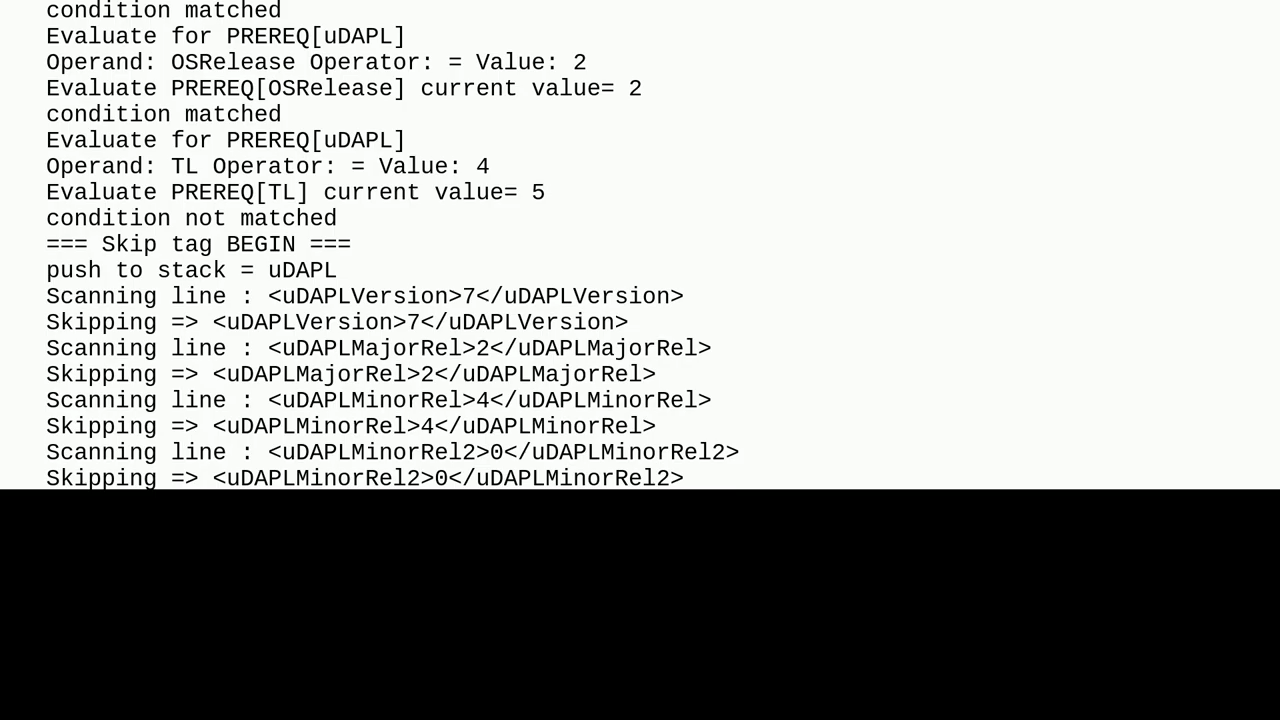 condition matched
Evaluate for PREREQ[uDAPL]
Operand: OSRelease Operator: = Value: 2
Evaluate PREREQ[OSRelease] current value= 2
condition matched
Evaluate for PREREQ[uDAPL]
Operand: TL Operator: = Value: 4
Evaluate PREREQ[TL] current value= 5
condition not matched
=== Skip tag BEGIN ===
push to stack = uDAPL
Scanning line : <uDAPLVersion>7</uDAPLVersion>
Skipping => <uDAPLVersion>7</uDAPLVersion>
Scanning line : <uDAPLMajorRel>2</uDAPLMajorRel>
Skipping => <uDAPLMajorRel>2</uDAPLMajorRel>
Scanning line : <uDAPLMinorRel>4</uDAPLMinorRel>
Skipping => <uDAPLMinorRel>4</uDAPLMinorRel>
Scanning line : <uDAPLMinorRel2>0</uDAPLMinorRel2>
Skipping => <uDAPLMinorRel2>0</uDAPLMinorRel2>